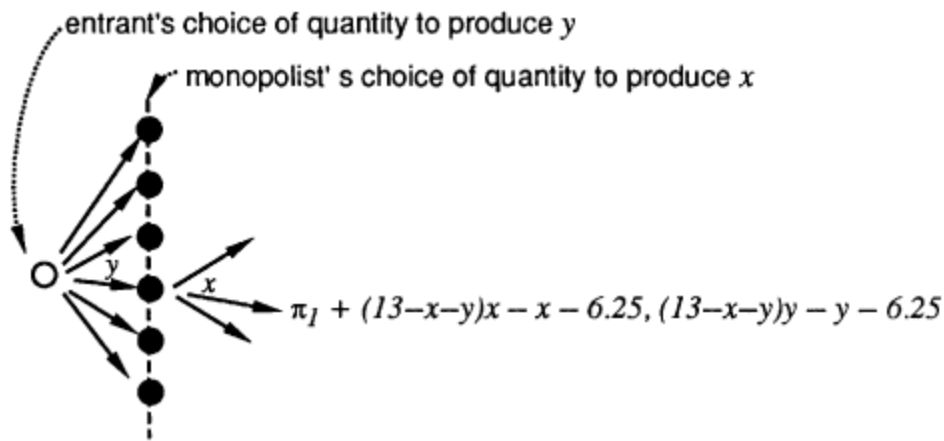 entrant's choice of quantity to produce y
monopolist' s choice of quantity to produce x
y
x
π₁ + (13–x–y)x – x – 6.25, (13–x–y)y – y – 6.25